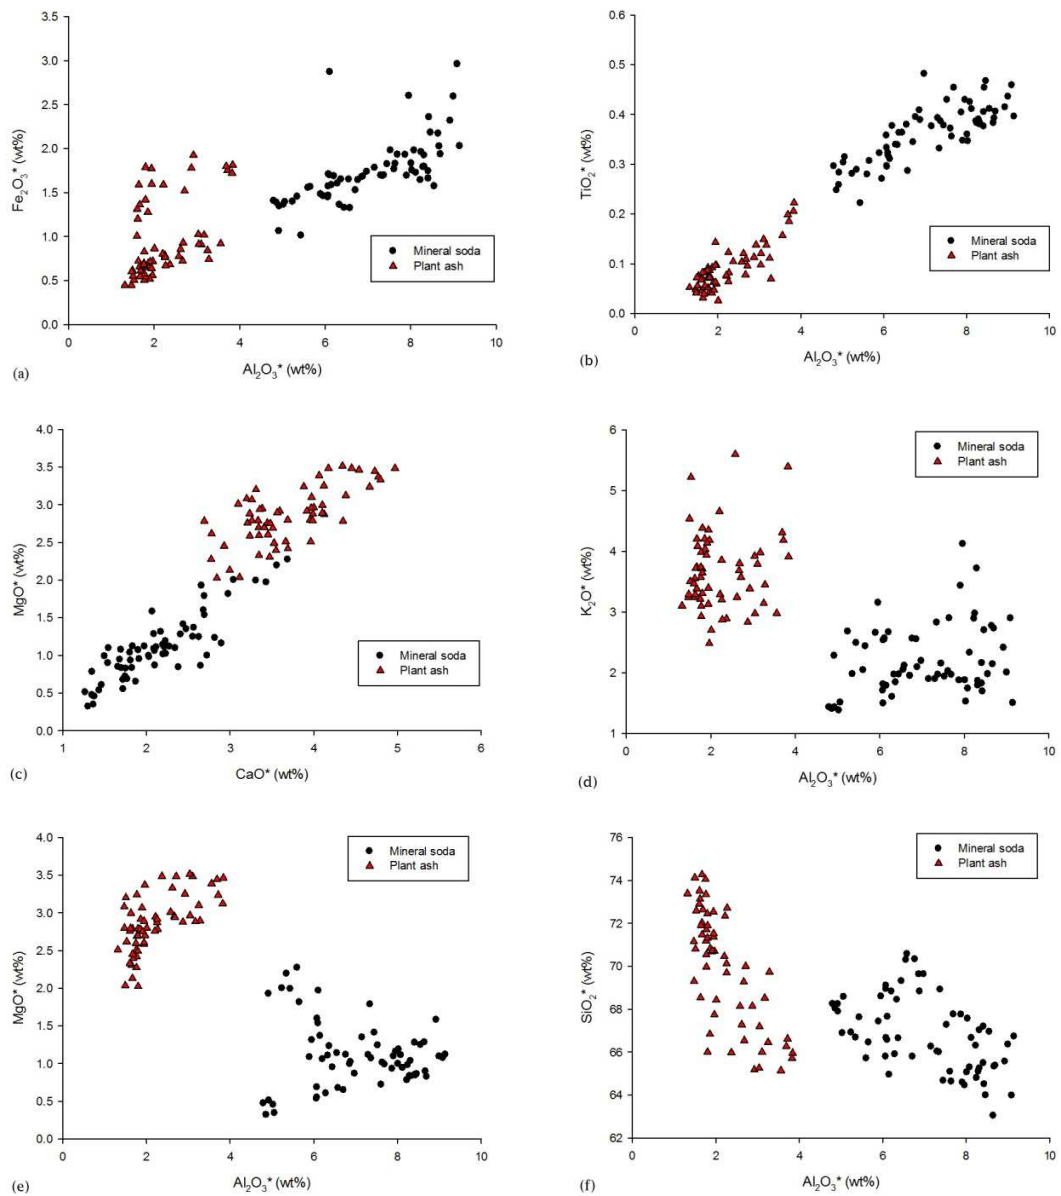 3.5
3.0
2.5
2.0
1.5
1.0
0.5
0.0
Fe₂O₃* (wt%)
Mineral soda
Plant ash
0 2 4 6 8 10
Al₂O₃* (wt%)
(a)
0.6
0.5
0.4
0.3
0.2
0.1
0.0
TiO₂* (wt%)
Mineral soda
Plant ash
0 2 4 6 8 10
Al₂O₃* (wt%)
(b)
4.0
3.5
3.0
2.5
2.0
1.5
1.0
0.5
0.0
MgO* (wt%)
Mineral soda
Plant ash
1 2 3 4 5 6
CaO* (wt%)
(c)
6
5
4
3
2
1
K₂O* (wt%)
Mineral soda
Plant ash
0 2 4 6 8 10
Al₂O₃* (wt%)
(d)
4.0
3.5
3.0
2.5
2.0
1.5
1.0
0.5
0.0
MgO* (wt%)
Mineral soda
Plant ash
0 2 4 6 8 10
Al₂O₃* (wt%)
(e)
76
74
72
70
68
66
64
62
SiO₂* (wt%)
Mineral soda
Plant ash
0 2 4 6 8 10
Al₂O₃* (wt%)
(f)